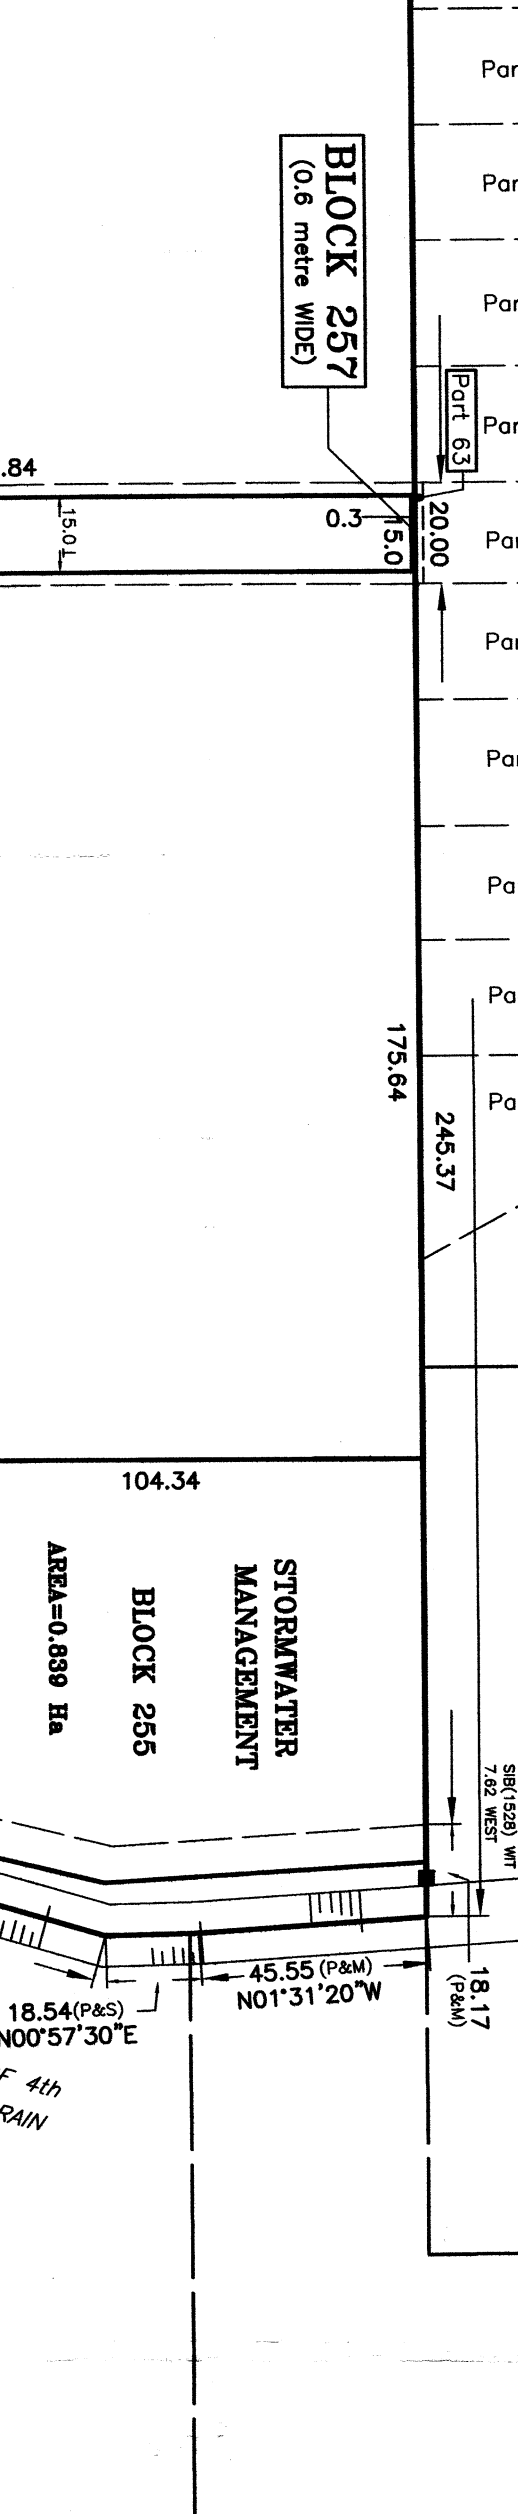 Par
Par
Par
BLOCK 257
(0.6 metre WIDE)
Part 63
Par
.84
20.00
15.01
0.3
15.0
Par
Par
Par
Pa
Pa
175.64
245.37
Pa
104.34
STORMWATER
MANAGEMENT
BLOCK 255
AREA=0.839 Ha
SIB(1528) WIT
7.62 WEST
18.17
(P&M)
45.55 (P&M)
N01°31'20"W
18.54(P&S)
N00°57'30"E
F 4th
RAIN